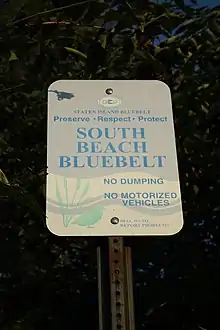 STATEN ISLAND BLUEBELT
Preserve • Respect • Protect
SOUTH
BEACH
BLUEBELT
NO DUMPING
NO MOTORIZED
VEHICLES